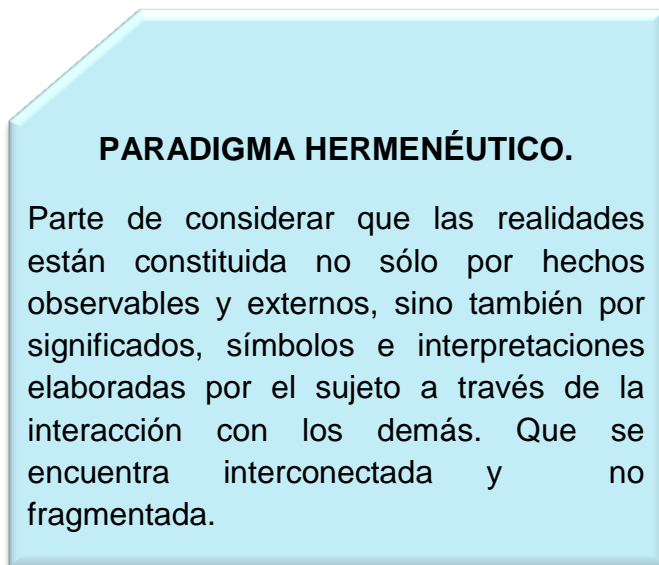 PARADIGMA HERMENÉUTICO.
Parte de considerar que las realidades
están constituida no sólo por hechos
observables y externos, sino también por
significados, símbolos e interpretaciones
elaboradas por el sujeto a través de la
interacción con los demás. Que se
encuentra interconectada y no
fragmentada.